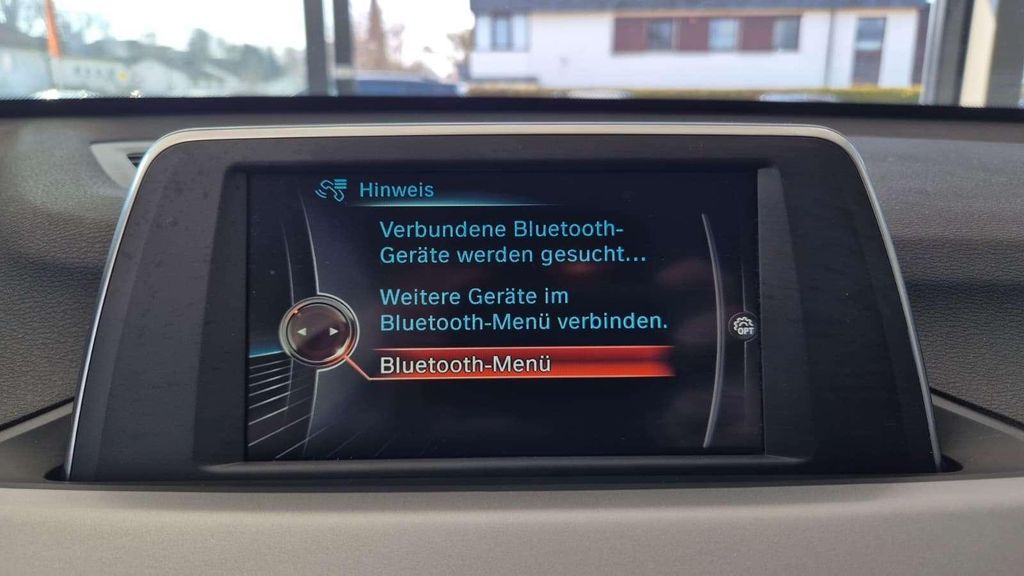 Hinweis
Verbundene Bluetooth-
Geräte werden gesucht...
Weitere Geräte im
Bluetooth-Menü verbinden.
OPT
Bluetooth-Menü